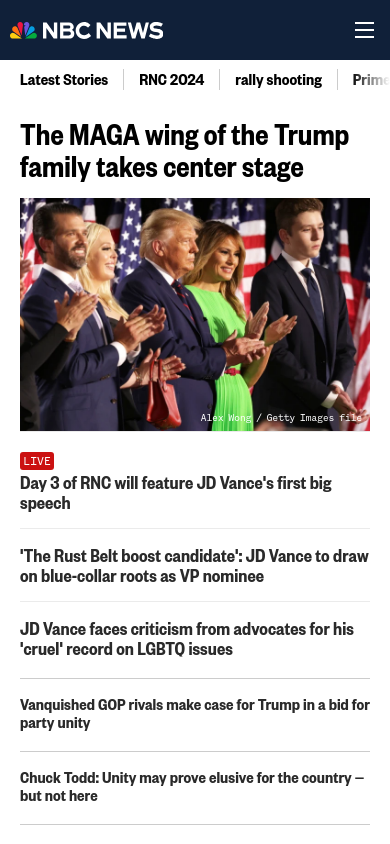 NBC NEWS
Latest Stories
RNC 2024
rally shooting
Prime
The MAGA wing of the Trump
family takes center stage
Alex Wong / Getty Images file
LIVE
Day 3 of RNC will feature JD Vance's first big
speech
'The Rust Belt boost candidate': JD Vance to draw
on blue-collar roots as VP nominee
JD Vance faces criticism from advocates for his
'cruel' record on LGBTQ issues
Vanquished GOP rivals make case for Trump in a bid for
party unity
Chuck Todd: Unity may prove elusive for the country —
but not here